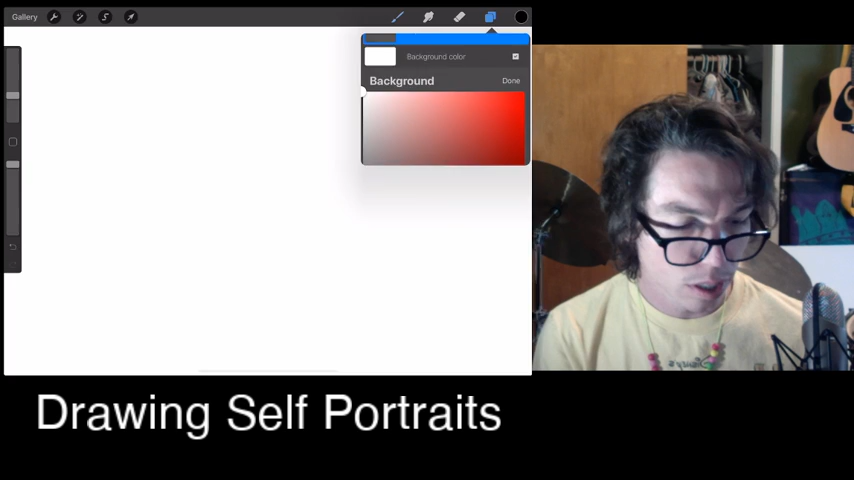 Gallery
Background color
Background
Done
Drawing Self Portraits